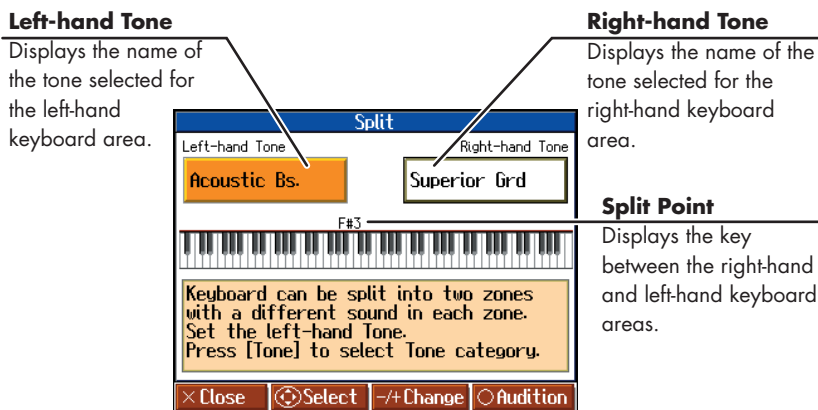 Left-hand Tone
Displays the name of
the tone selected for
the left-hand
keyboard area.
Right-hand Tone
Displays the name of the
tone selected for the
right-hand keyboard
area.
Split
Left-hand Tone
Right-hand Tone
Acoustic Bs.
Superior Grd
F#3
Split Point
Displays the key
between the right-hand
and left-hand keyboard
areas.
Keyboard can be split into two zones
with a different sound in each zone.
Set the left-hand Tone.
Press [Tone] to select Tone category.
×Close Select -/+Change ○Audition